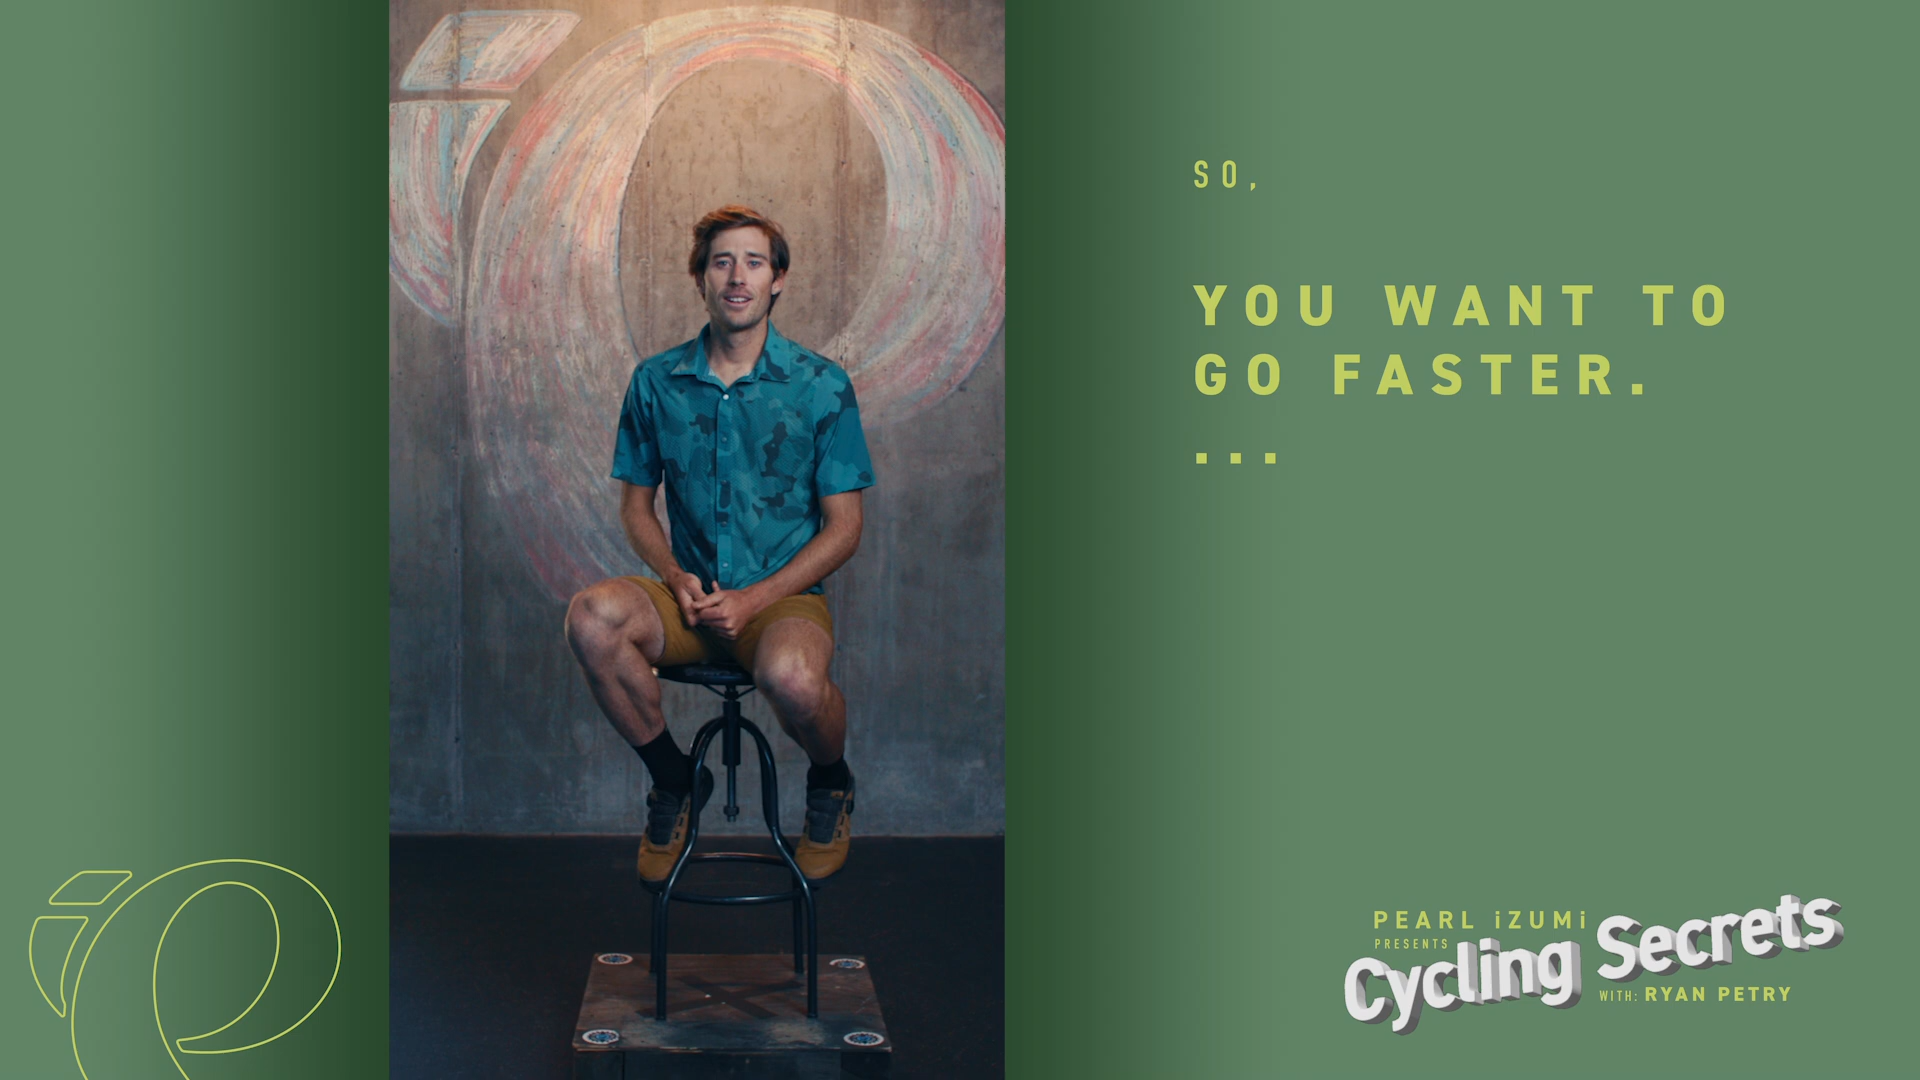 SO,
YOU WANT TO
GO FASTER.
...
PEARL iZUMi
PRESENTS
Cycling Secrets
WITH: RYAN PETRY